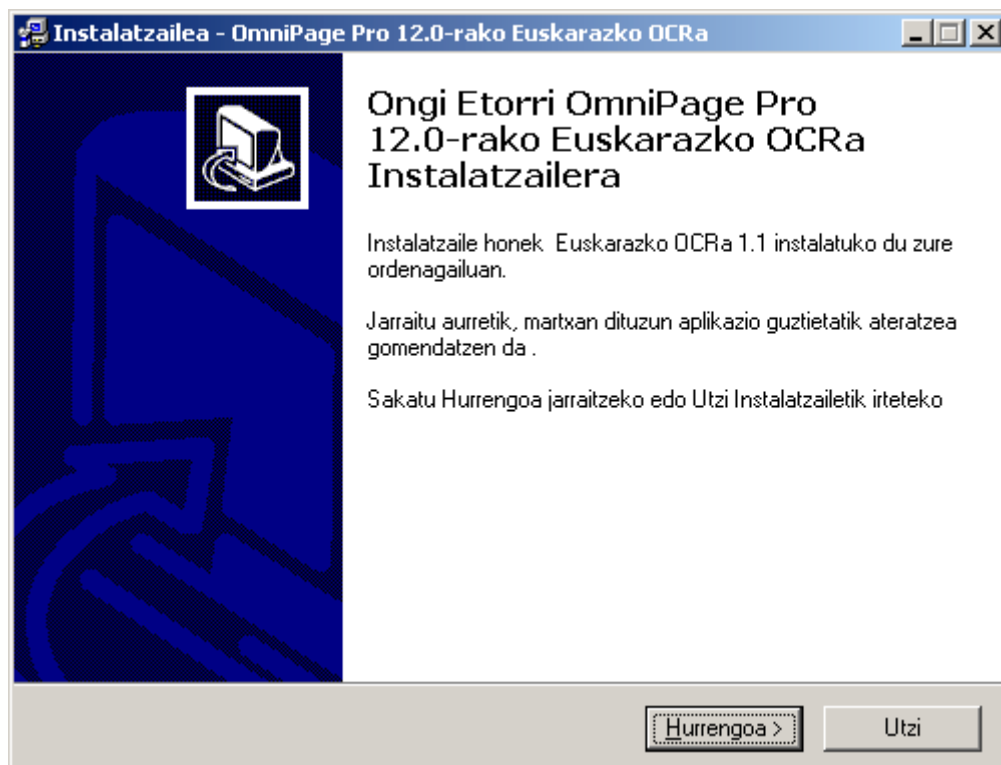 Instalatzailea - OmniPage Pro 12.0-rako Euskarazko OCRa
Ongi Etorri OmniPage Pro
12.0-rako Euskarazko OCRa
Instalatzailera
Instalatzaile honek  Euskarazko OCRa 1.1 instalatuko du zure
ordenagailuan.
Jarraitu aurretik, martxan dituzun aplikazio guztietatik ateratzea
gomendatzen da .
Sakatu Hurrengoa jarraitzeko edo Utzi Instalatzailetik irteteko
Hurrengoa >
Utzi